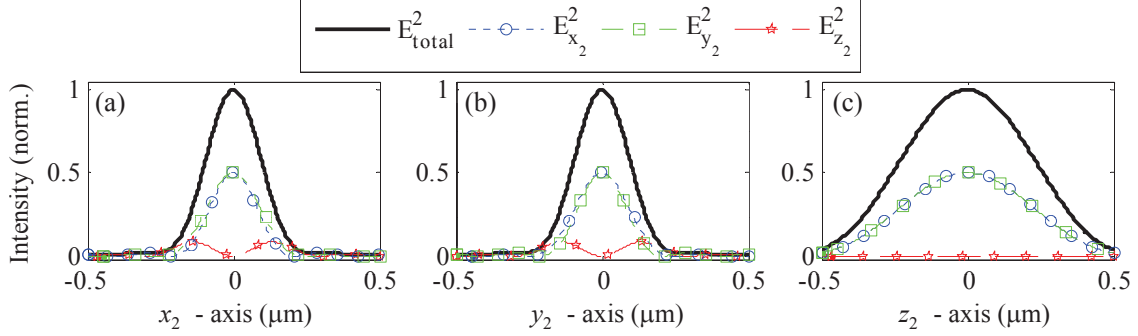 E²total E²x₂ E²y₂ E²z₂
(a) (b) (c)
Intensity (norm.)
1 1 1
0.5 0.5 0.5
0 0 0
-0.5 0 0.5 -0.5 0 0.5 -0.5 0 0.5
x₂ - axis (μm) y₂ - axis (μm) z₂ - axis (μm)